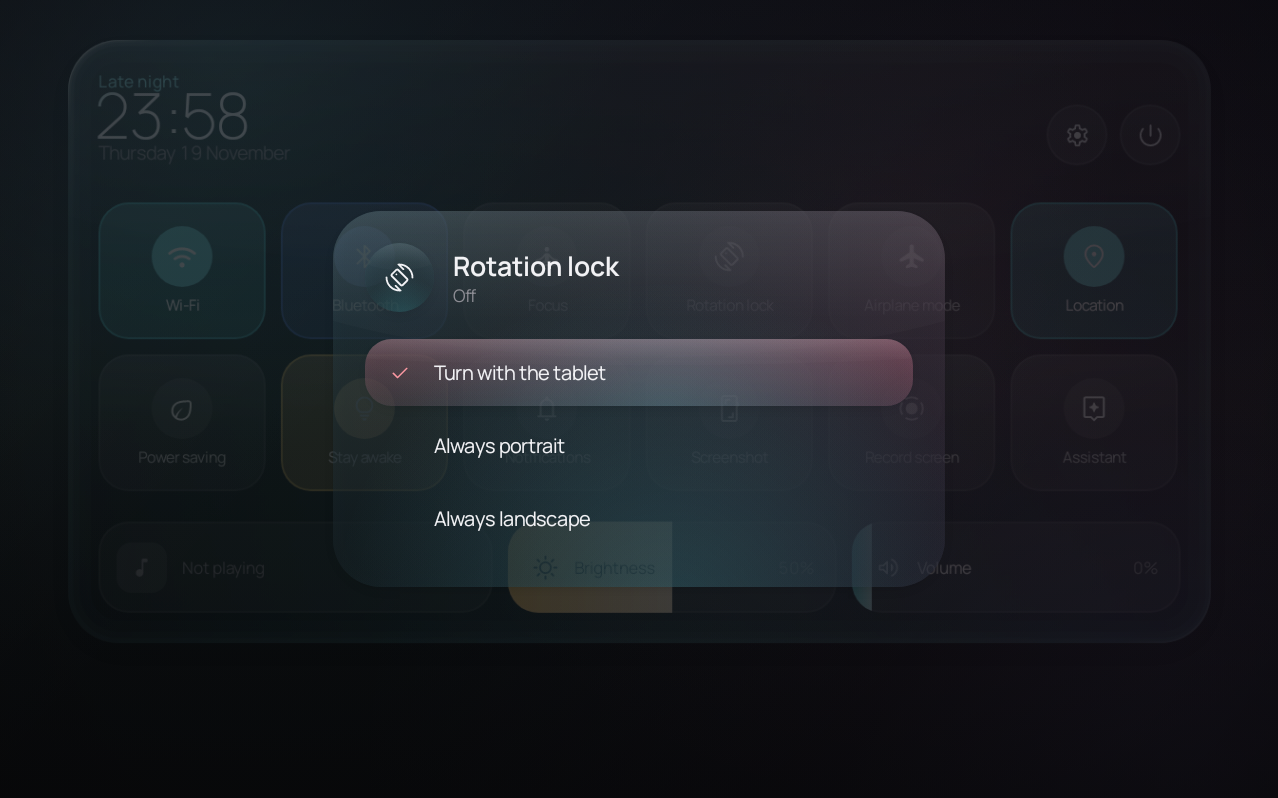 Late night
23:58
Thursday 19 November
Wi-Fi
Bluetooth
Focus
Rotation lock
Airplane mode
Location
Rotation lock
Off
Turn with the tablet
Always portrait
Always landscape
Power saving
Stay awake
Notifications
Screenshot
Record screen
Assistant
Not playing
Brightness
50%
Volume
0%